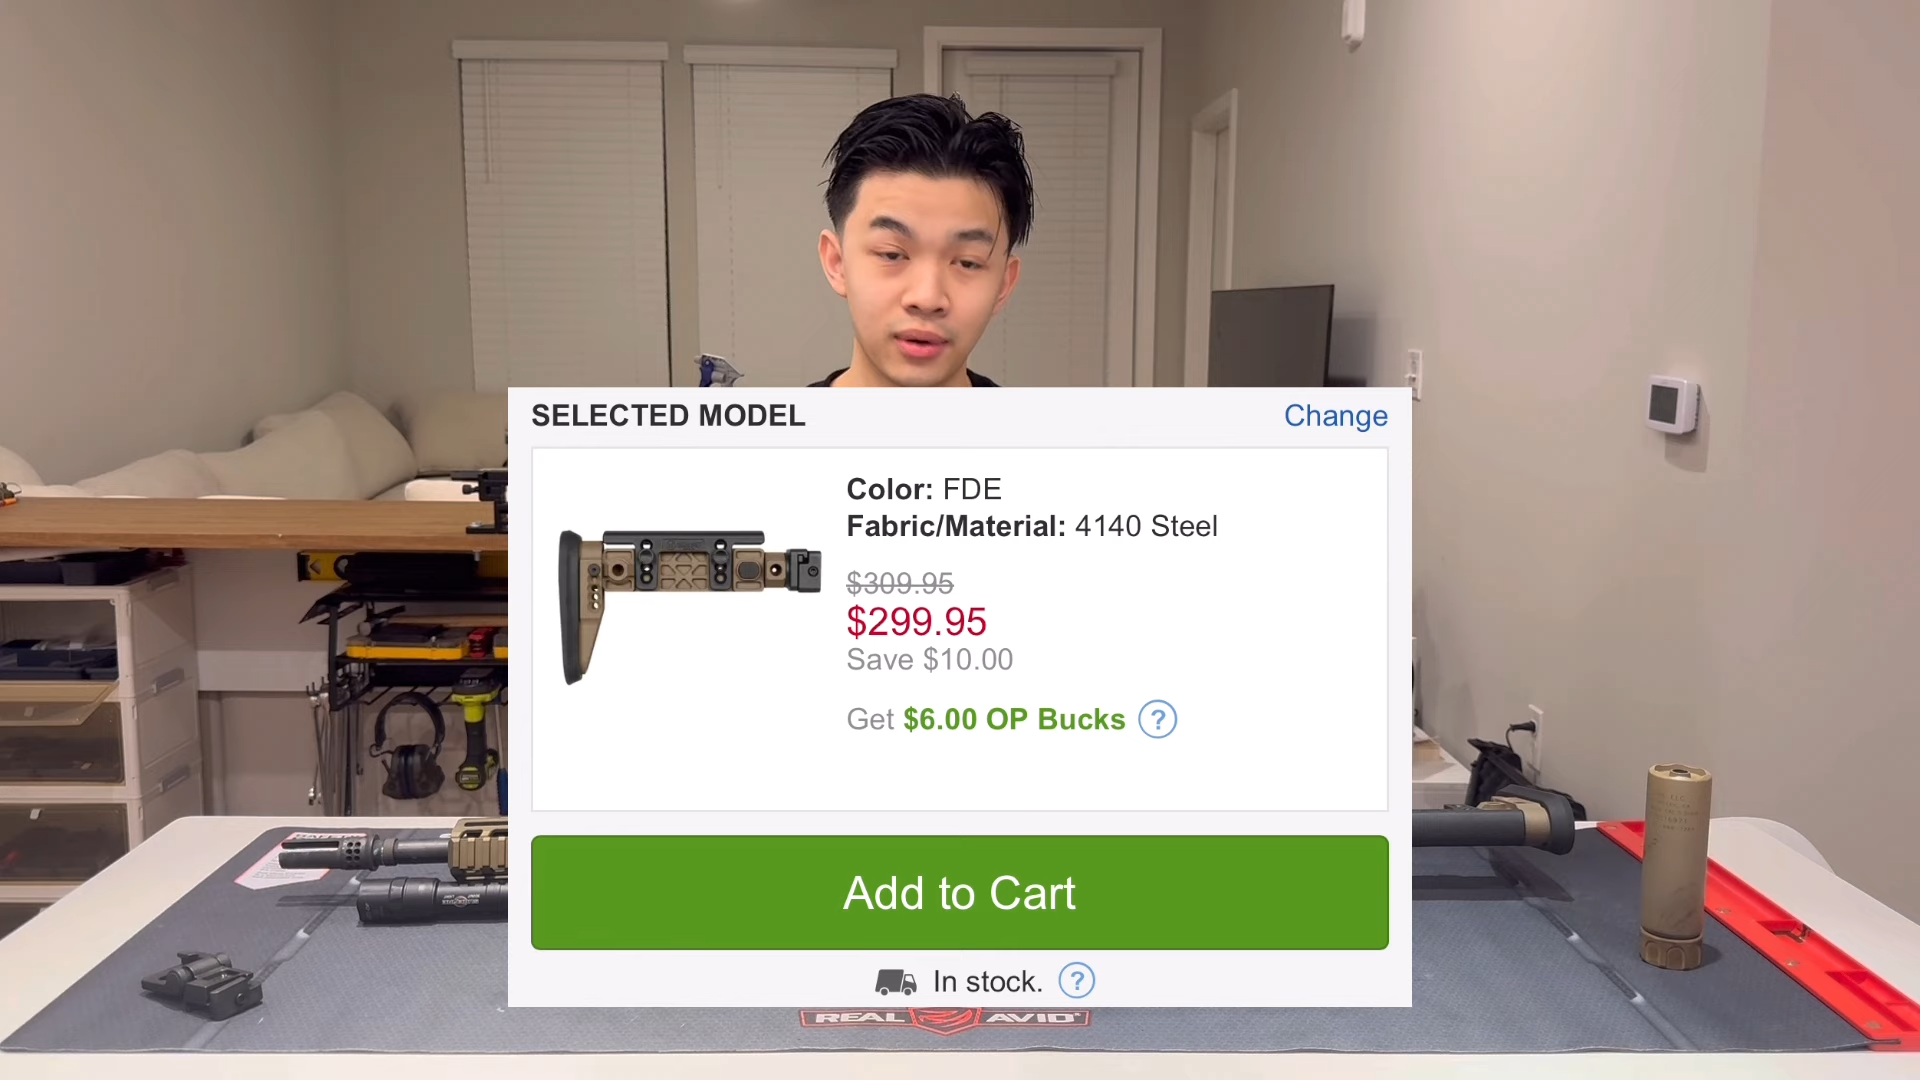 SELECTED MODEL
Change
Color: FDE
Fabric/Material: 4140 Steel
$309.95
$299.95
Save $10.00
Get $6.00 OP Bucks ?
Add to Cart
In stock. ?
REAL AVID